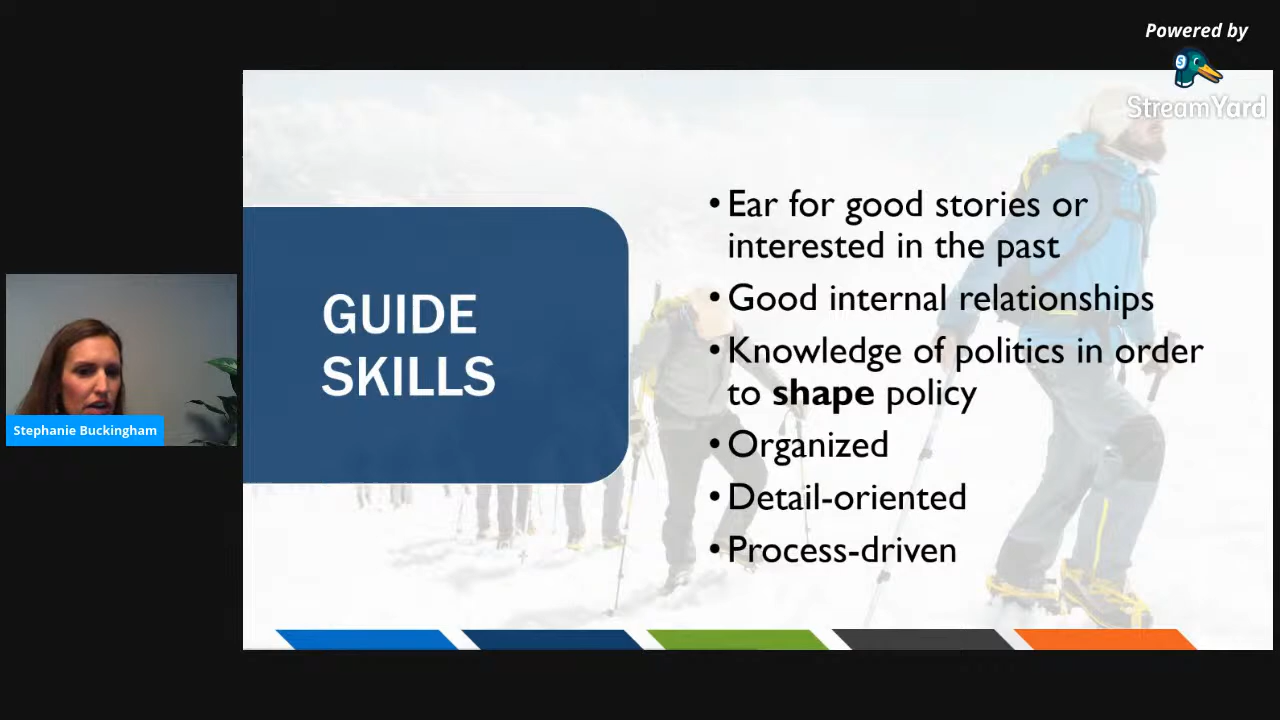 Powered by
StreamYard
GUIDE
SKILLS
• Ear for good stories or
interested in the past
• Good internal relationships
• Knowledge of politics in order
to shape policy
• Organized
• Detail-oriented
• Process-driven
Stephanie Buckingham